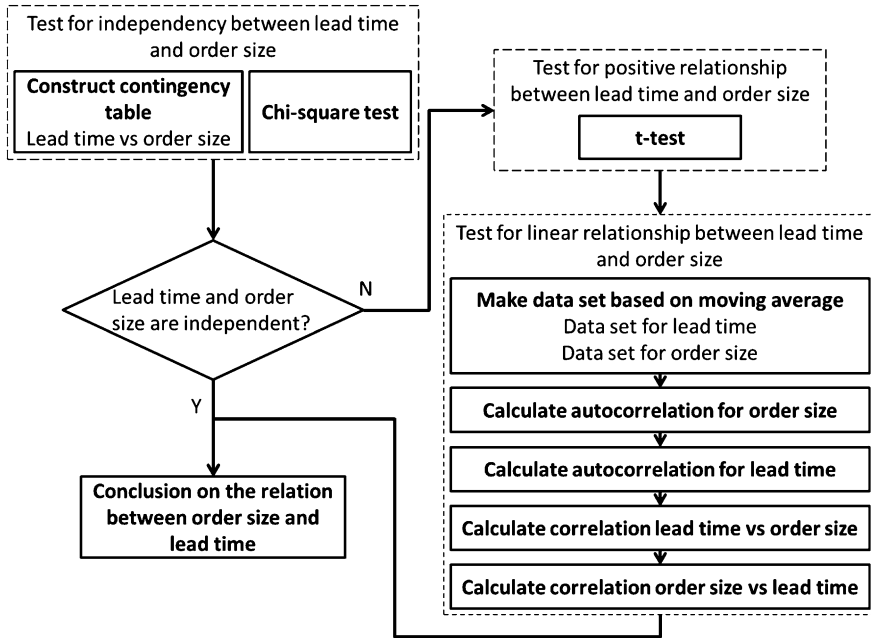 Test for independency between lead time
and order size
Construct contingency
table
Lead time vs order size
Chi-square test
Lead time and order
size are independent?
N
Y
Conclusion on the relation
between order size and
lead time
Test for positive relationship
between lead time and order size
t-test
Test for linear relationship between lead time
and order size
Make data set based on moving average
Data set for lead time
Data set for order size
Calculate autocorrelation for order size
Calculate autocorrelation for lead time
Calculate correlation lead time vs order size
Calculate correlation order size vs lead time